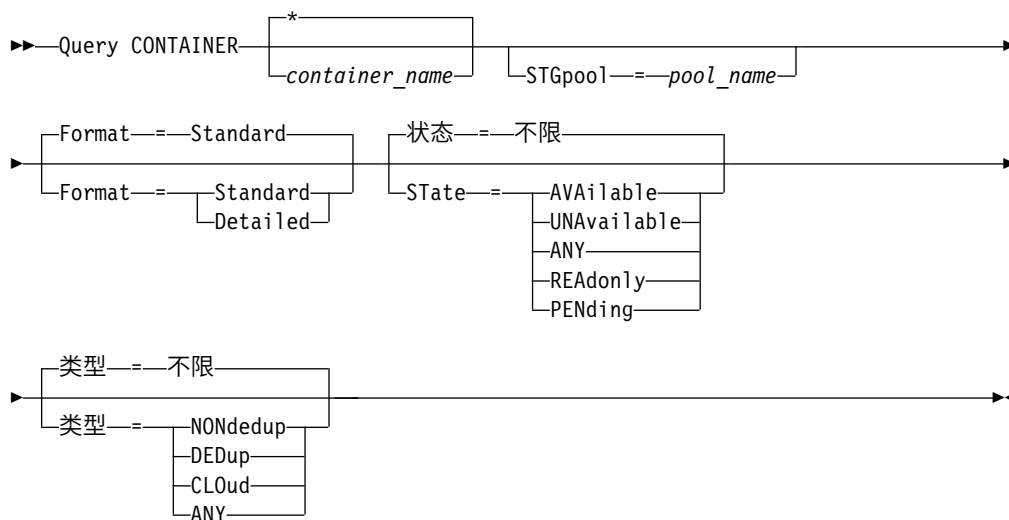 *
Query CONTAINER
container_name
STGpool = pool_name
Format = Standard
Format = Standard
Detailed
状态 = 不限
STate = AVAilable
UNAvailable
ANY
REAdonly
PENding
类型 = 不限
类型 = NONdedup
DEDup
CLOud
ANY